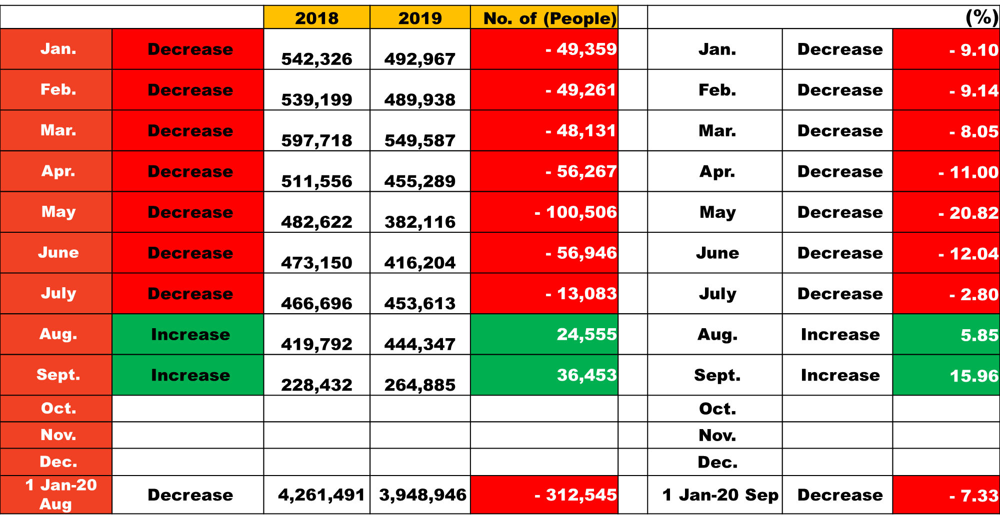 2018 2019 No. of (People) (%)
Jan. Decrease 542,326 492,967 - 49,359 Jan. Decrease - 9.10
Feb. Decrease 539,199 489,938 - 49,261 Feb. Decrease - 9.14
Mar. Decrease 597,718 549,587 - 48,131 Mar. Decrease - 8.05
Apr. Decrease 511,556 455,289 - 56,267 Apr. Decrease - 11.00
May Decrease 482,622 382,116 - 100,506 May Decrease - 20.82
June Decrease 473,150 416,204 - 56,946 June Decrease - 12.04
July Decrease 466,696 453,613 - 13,083 July Decrease - 2.80
Aug. Increase 419,792 444,347 24,555 Aug. Increase 5.85
Sept. Increase 228,432 264,885 36,453 Sept. Increase 15.96
Oct. Oct.
Nov. Nov.
Dec. Dec.
1 Jan-20
Aug Decrease 4,261,491 3,948,946 - 312,545 1 Jan-20 Sep Decrease - 7.33